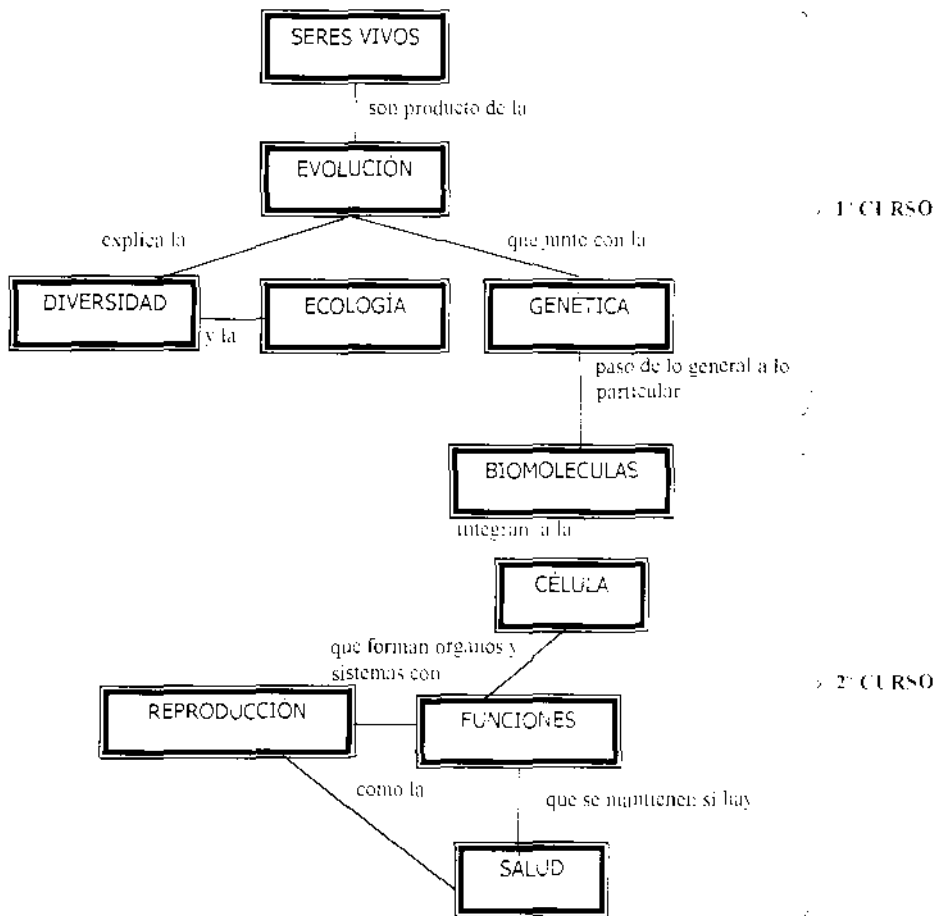 SERES VIVOS
son producto de la
EVOLUCIÓN
1° CURSO
explica la
que junto con la
DIVERSIDAD
y la
ECOLOGÍA
GENÉTICA
paso de lo general a lo
particular
BIOMOLECULAS
integran a la
CÉLULA
que forman organos y
sistemas con
2° CURSO
REPRODUCCIÓN
FUNCIONES
como la
que se mantienen si hay
SALUD